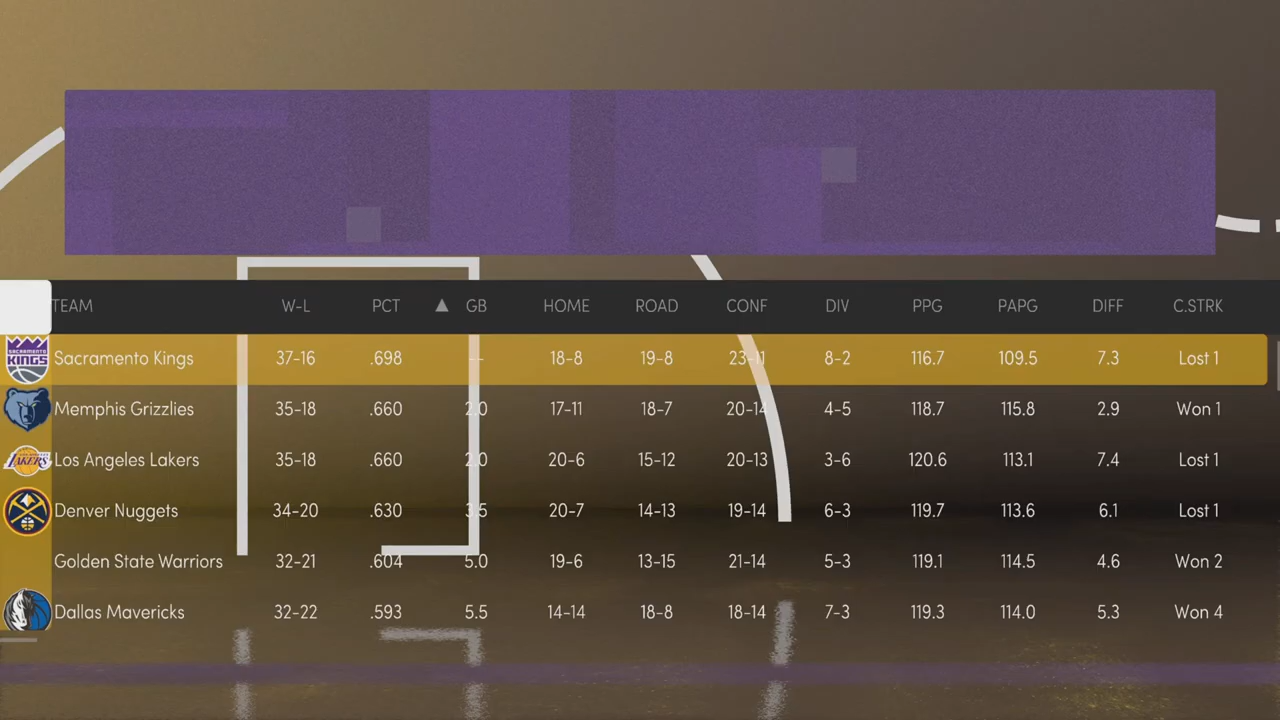 TEAM W-L PCT ▲ GB HOME ROAD CONF DIV PPG PAPG DIFF C.STRK
SACRAMENTO
KINGS
Sacramento Kings 37-16 .698 -- 18-8 19-8 23-11 8-2 116.7 109.5 7.3 Lost 1
Memphis Grizzlies 35-18 .660 2.0 17-11 18-7 20-14 4-5 118.7 115.8 2.9 Won 1
LAKERS
Los Angeles Lakers 35-18 .660 2.0 20-6 15-12 20-13 3-6 120.6 113.1 7.4 Lost 1
Denver Nuggets 34-20 .630 3.5 20-7 14-13 19-14 6-3 119.7 113.6 6.1 Lost 1
Golden State Warriors 32-21 .604 5.0 19-6 13-15 21-14 5-3 119.1 114.5 4.6 Won 2
Dallas Mavericks 32-22 .593 5.5 14-14 18-8 18-14 7-3 119.3 114.0 5.3 Won 4